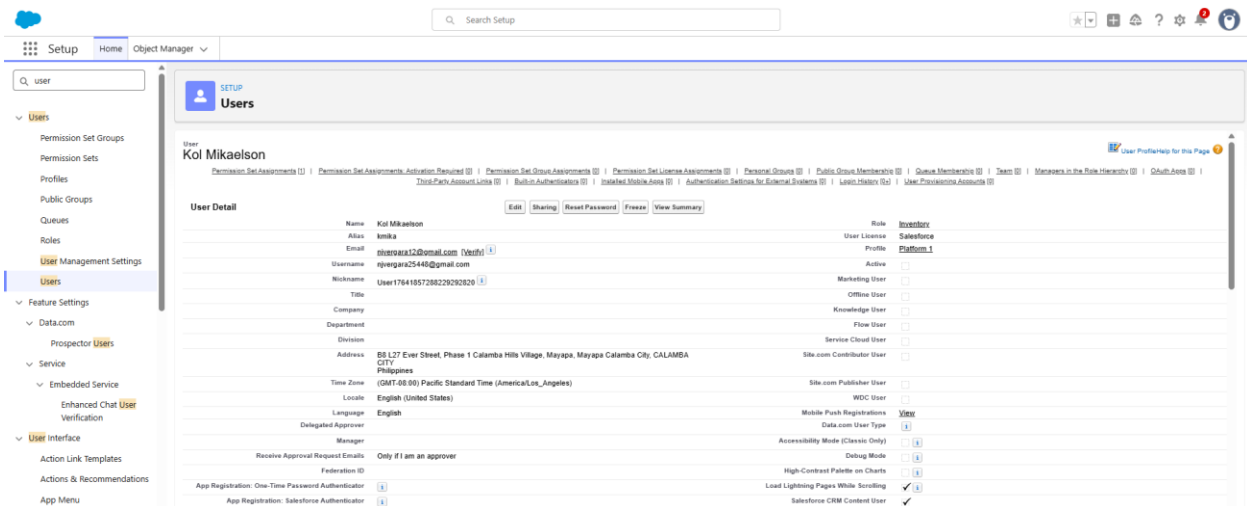 Search Setup
2
Setup
Home
Object Manager
user
Users
Permission Set Groups
Permission Sets
Profiles
Public Groups
Queues
Roles
User Management Settings
Users
Feature Settings
Data.com
Prospector Users
Service
Embedded Service
Enhanced Chat User
Verification
User Interface
Action Link Templates
Actions & Recommendations
App Menu
SETUP
Users
User
Kol Mikaelson
User Profile Help for this Page
Permission Set Assignments [1] | Permission Set Assignments: Activation Required [0] | Permission Set Group Assignments [0] | Permission Set License Assignments [0] | Personal Groups [0] | Public Group Membership [0] | Queue Membership [0] | Team [0] | Managers in the Role Hierarchy [0] | OAuth Apps [0] |
Third-Party Account Links [0] | Built-in Authenticators [0] | Installed Mobile Apps [0] | Authentication Settings for External Systems [0] | Login History [0+] | User Provisioning Accounts [0]
User Detail
Edit Sharing Reset Password Freeze View Summary
Name Kol Mikaelson
Alias kmika
Email njvergara12@gmail.com [Verify] i
Username njvergara25448@gmail.com
Nickname User17641857288229292820 i
Title
Company
Department
Division
Address B8 L27 Ever Street, Phase 1 Calamba Hills Village, Mayapa, Mayapa Calamba City, CALAMBA
CITY
Philippines
Time Zone (GMT-08:00) Pacific Standard Time (America/Los_Angeles)
Locale English (United States)
Language English
Delegated Approver
Manager
Receive Approval Request Emails Only if I am an approver
Federation ID
App Registration: One-Time Password Authenticator i
App Registration: Salesforce Authenticator i
Role Inventory
User License Salesforce
Profile Platform 1
Active
Marketing User
Offline User
Knowledge User
Flow User
Service Cloud User
Site.com Contributor User
Site.com Publisher User
WDC User
Mobile Push Registrations View
Data.com User Type i
Accessibility Mode (Classic Only) i
Debug Mode i
High-Contrast Palette on Charts i
Load Lightning Pages While Scrolling i
Salesforce CRM Content User